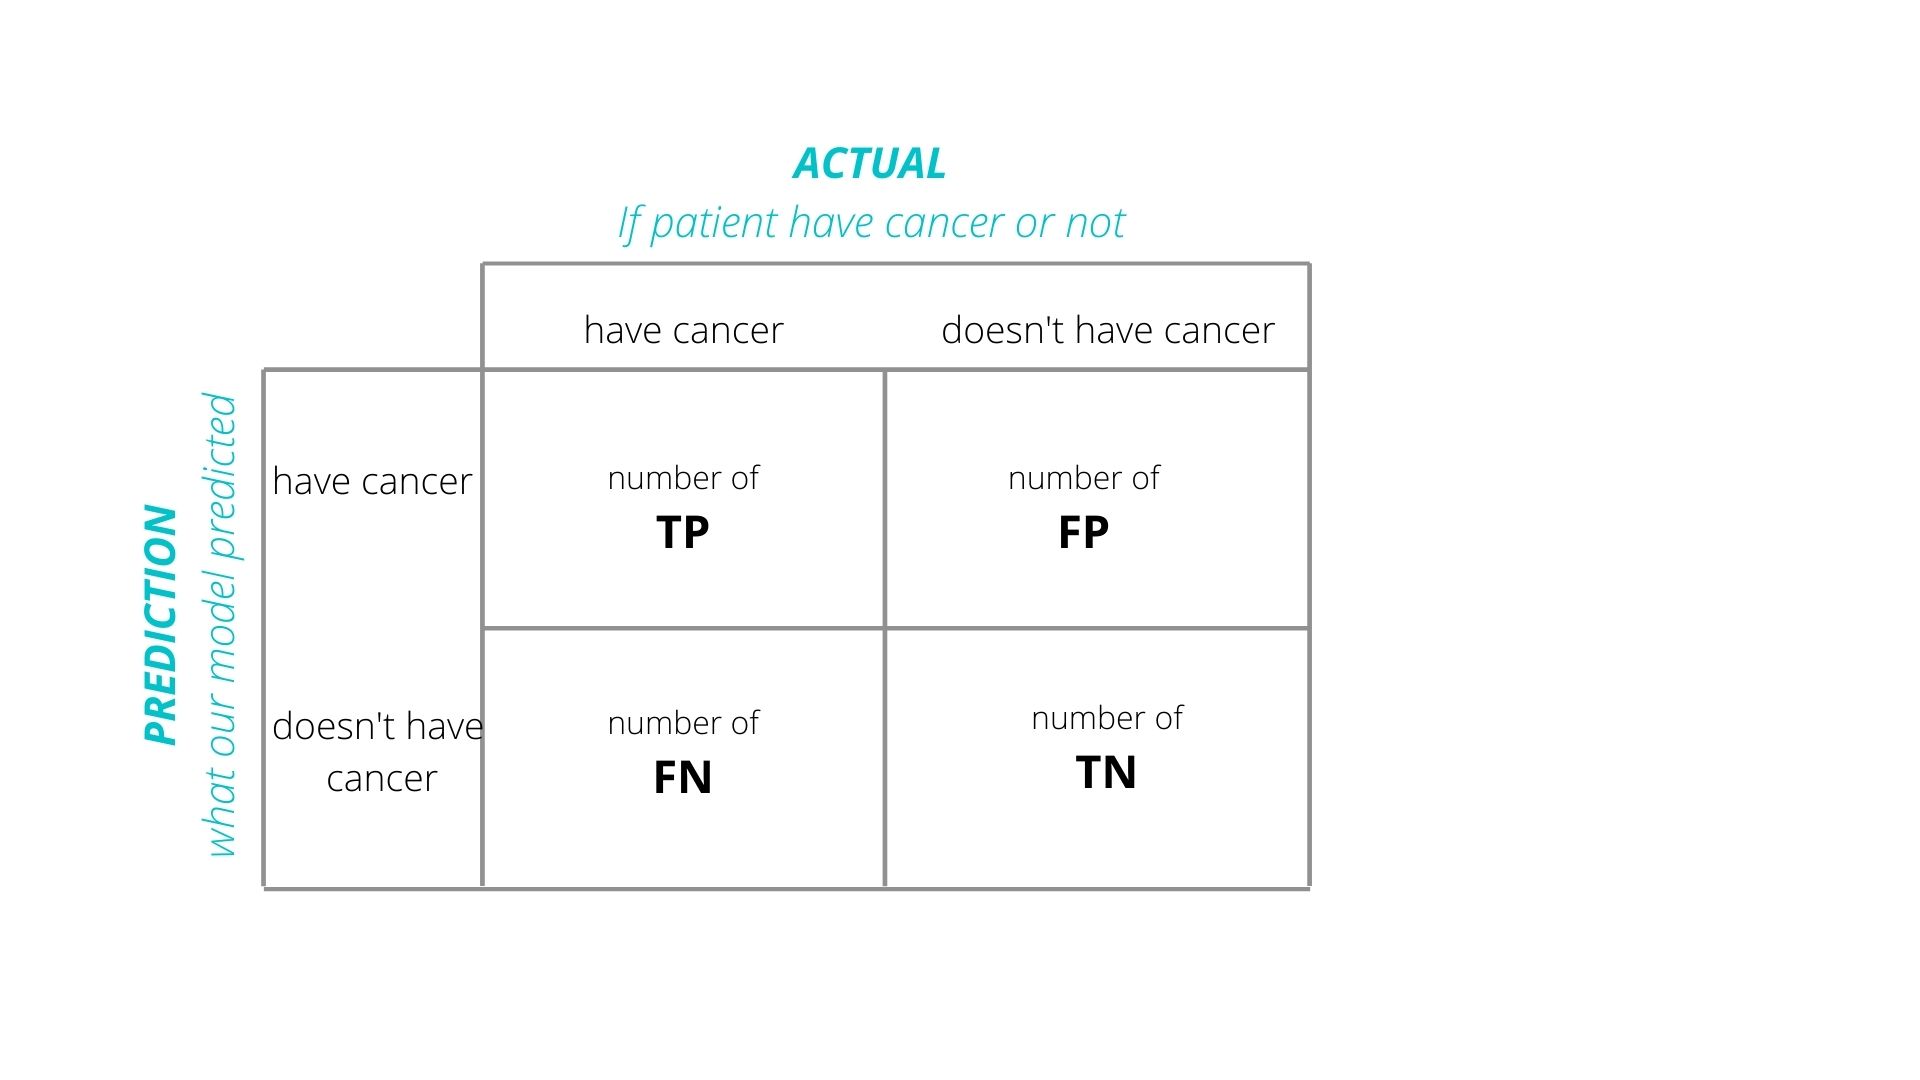 ACTUAL
If patient have cancer or not
have cancer
doesn't have cancer
PREDICTION
what our model predicted
have cancer
number of
TP
number of
FP
doesn't have
cancer
number of
FN
number of
TN